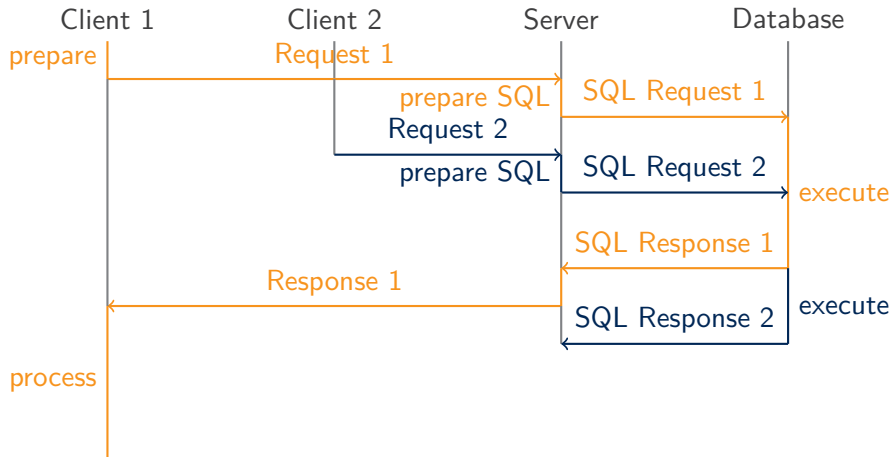 Client 1
Client 2
Server
Database
prepare
Request 1
prepare SQL
SQL Request 1
Request 2
prepare SQL
SQL Request 2
execute
SQL Response 1
Response 1
execute
SQL Response 2
process